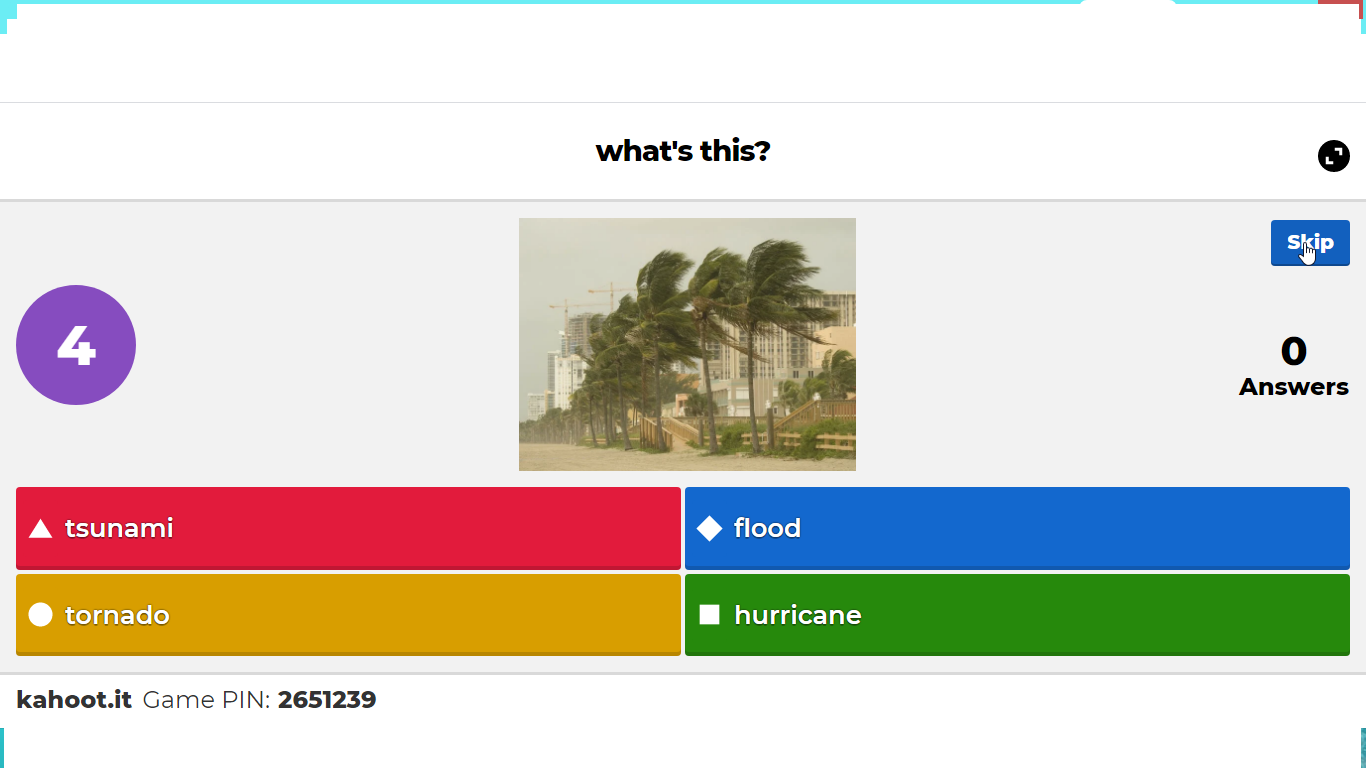 what's this?
Skip
4
0
Answers
tsunami
flood
tornado
hurricane
kahoot.it Game PIN: 2651239